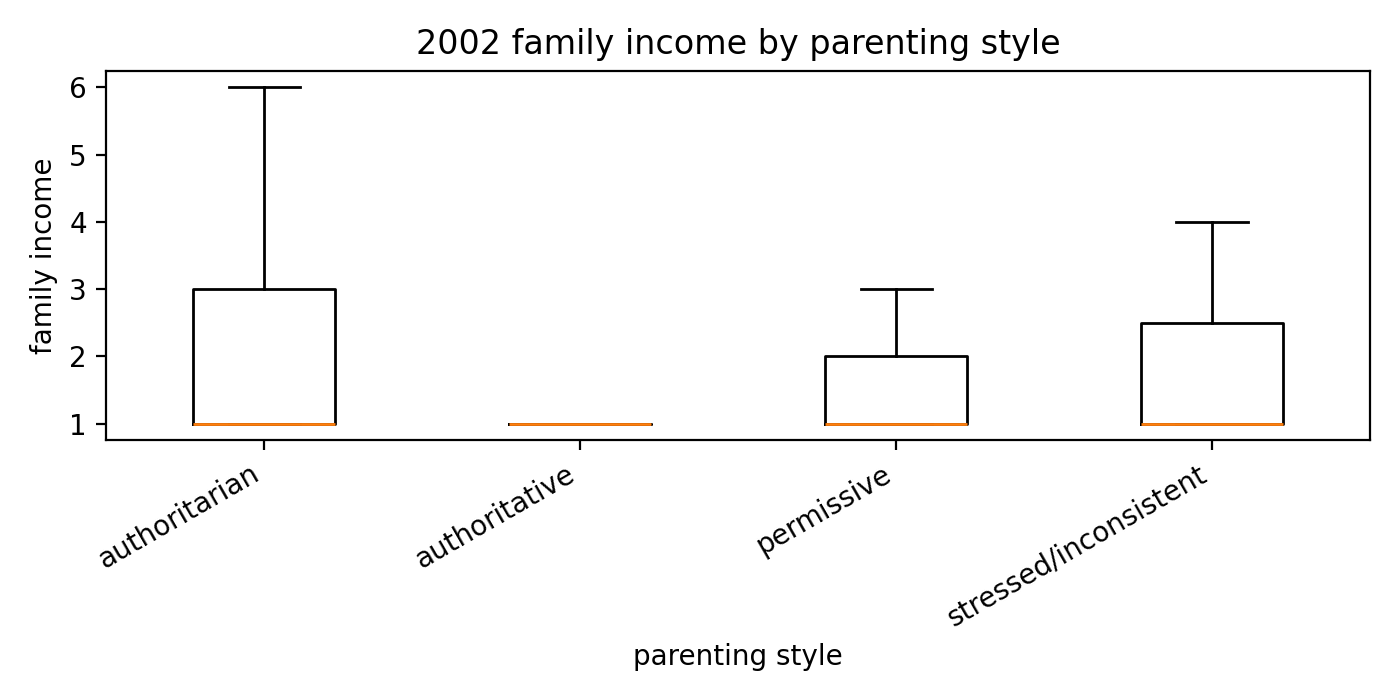 2002 family income by parenting style
family income
6
5
4
3
2
1
authoritarian
authoritative
permissive
stressed/inconsistent
parenting style